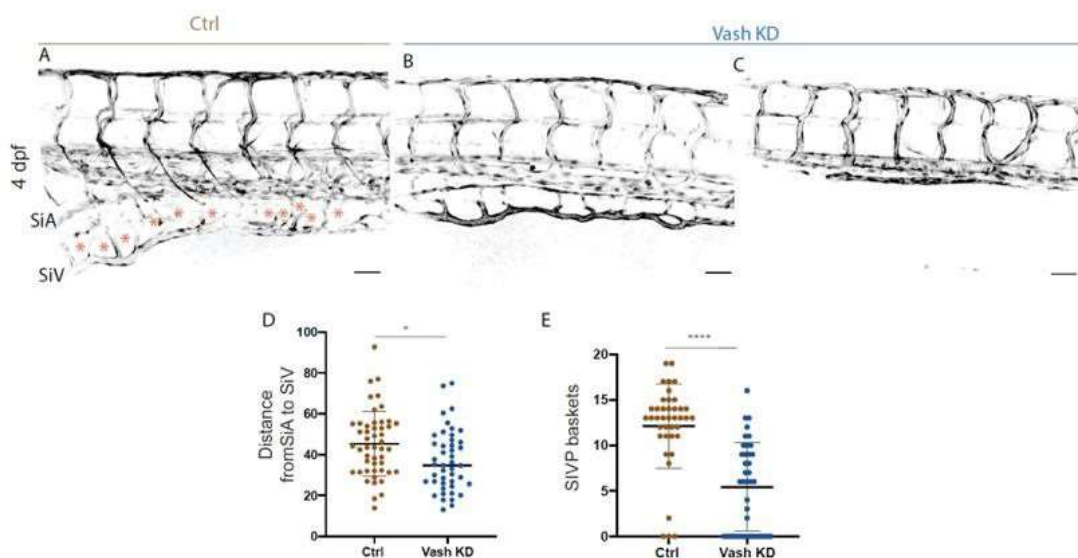 Ctrl
Vash KD
A
B
C
4 dpf
SiA
SiV
* * * * * * * * * *
D
*
Distance
fromSiA to SiV
100
80
60
40
20
0
Ctrl
Vash KD
E
****
SIVP baskets
20
15
10
5
0
Ctrl
Vash KD